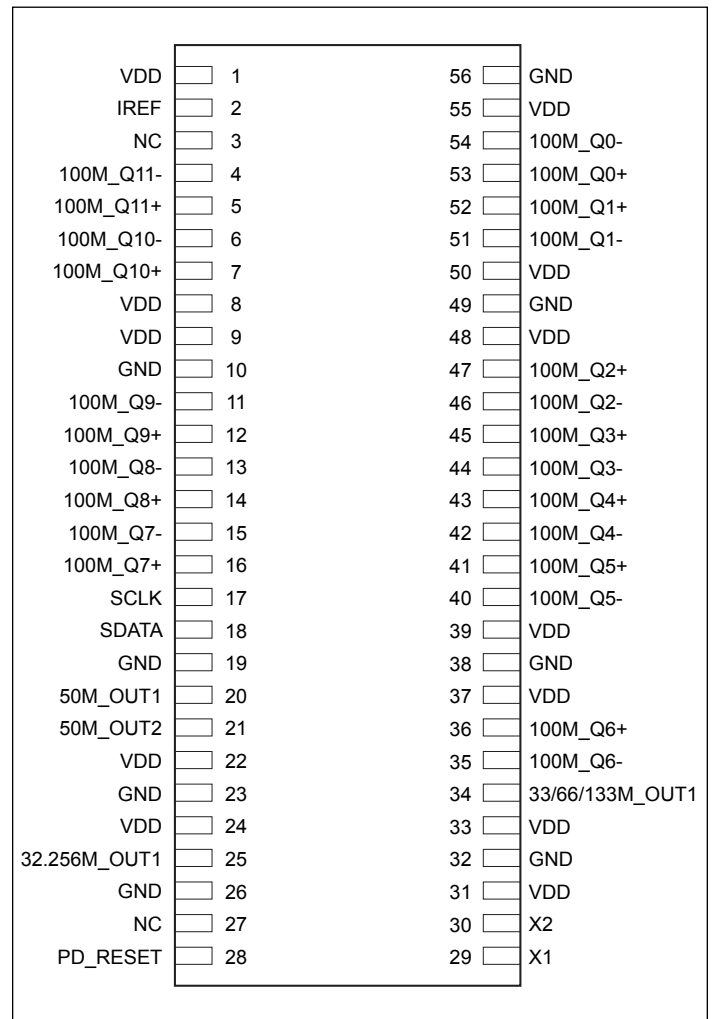 VDD 1 56 GND
IREF 2 55 VDD
NC 3 54 100M_Q0-
100M_Q11- 4 53 100M_Q0+
100M_Q11+ 5 52 100M_Q1+
100M_Q10- 6 51 100M_Q1-
100M_Q10+ 7 50 VDD
VDD 8 49 GND
VDD 9 48 VDD
GND 10 47 100M_Q2+
100M_Q9- 11 46 100M_Q2-
100M_Q9+ 12 45 100M_Q3+
100M_Q8- 13 44 100M_Q3-
100M_Q8+ 14 43 100M_Q4+
100M_Q7- 15 42 100M_Q4-
100M_Q7+ 16 41 100M_Q5+
SCLK 17 40 100M_Q5-
SDATA 18 39 VDD
GND 19 38 GND
50M_OUT1 20 37 VDD
50M_OUT2 21 36 100M_Q6+
VDD 22 35 100M_Q6-
GND 23 34 33/66/133M_OUT1
VDD 24 33 VDD
32.256M_OUT1 25 32 GND
GND 26 31 VDD
NC 27 30 X2
PD_RESET 28 29 X1